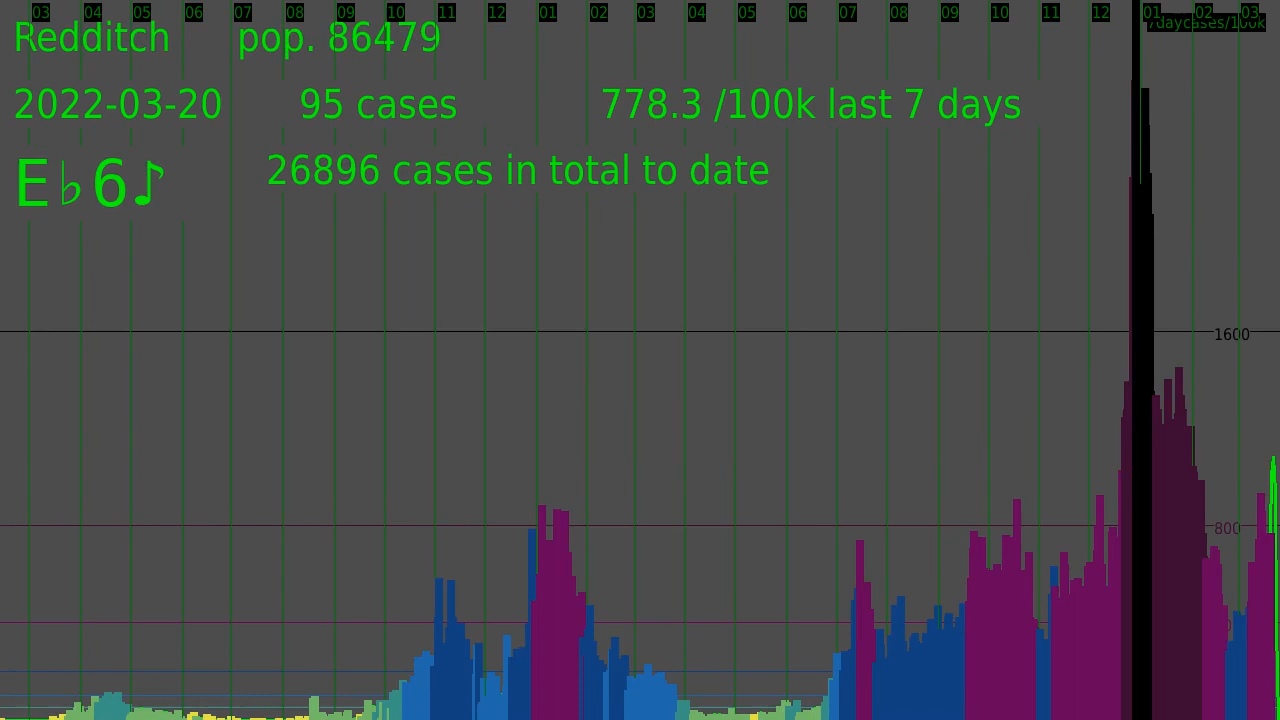 03 04 05 06 07 08 09 10 11 12 01 02 03 04 05 06 07 08 09 10 11 12 01 02 03
7daycases/100k
Redditch pop. 86479
2022-03-20 95 cases 778.3 /100k last 7 days
E♭6♪ 26896 cases in total to date
1600
800